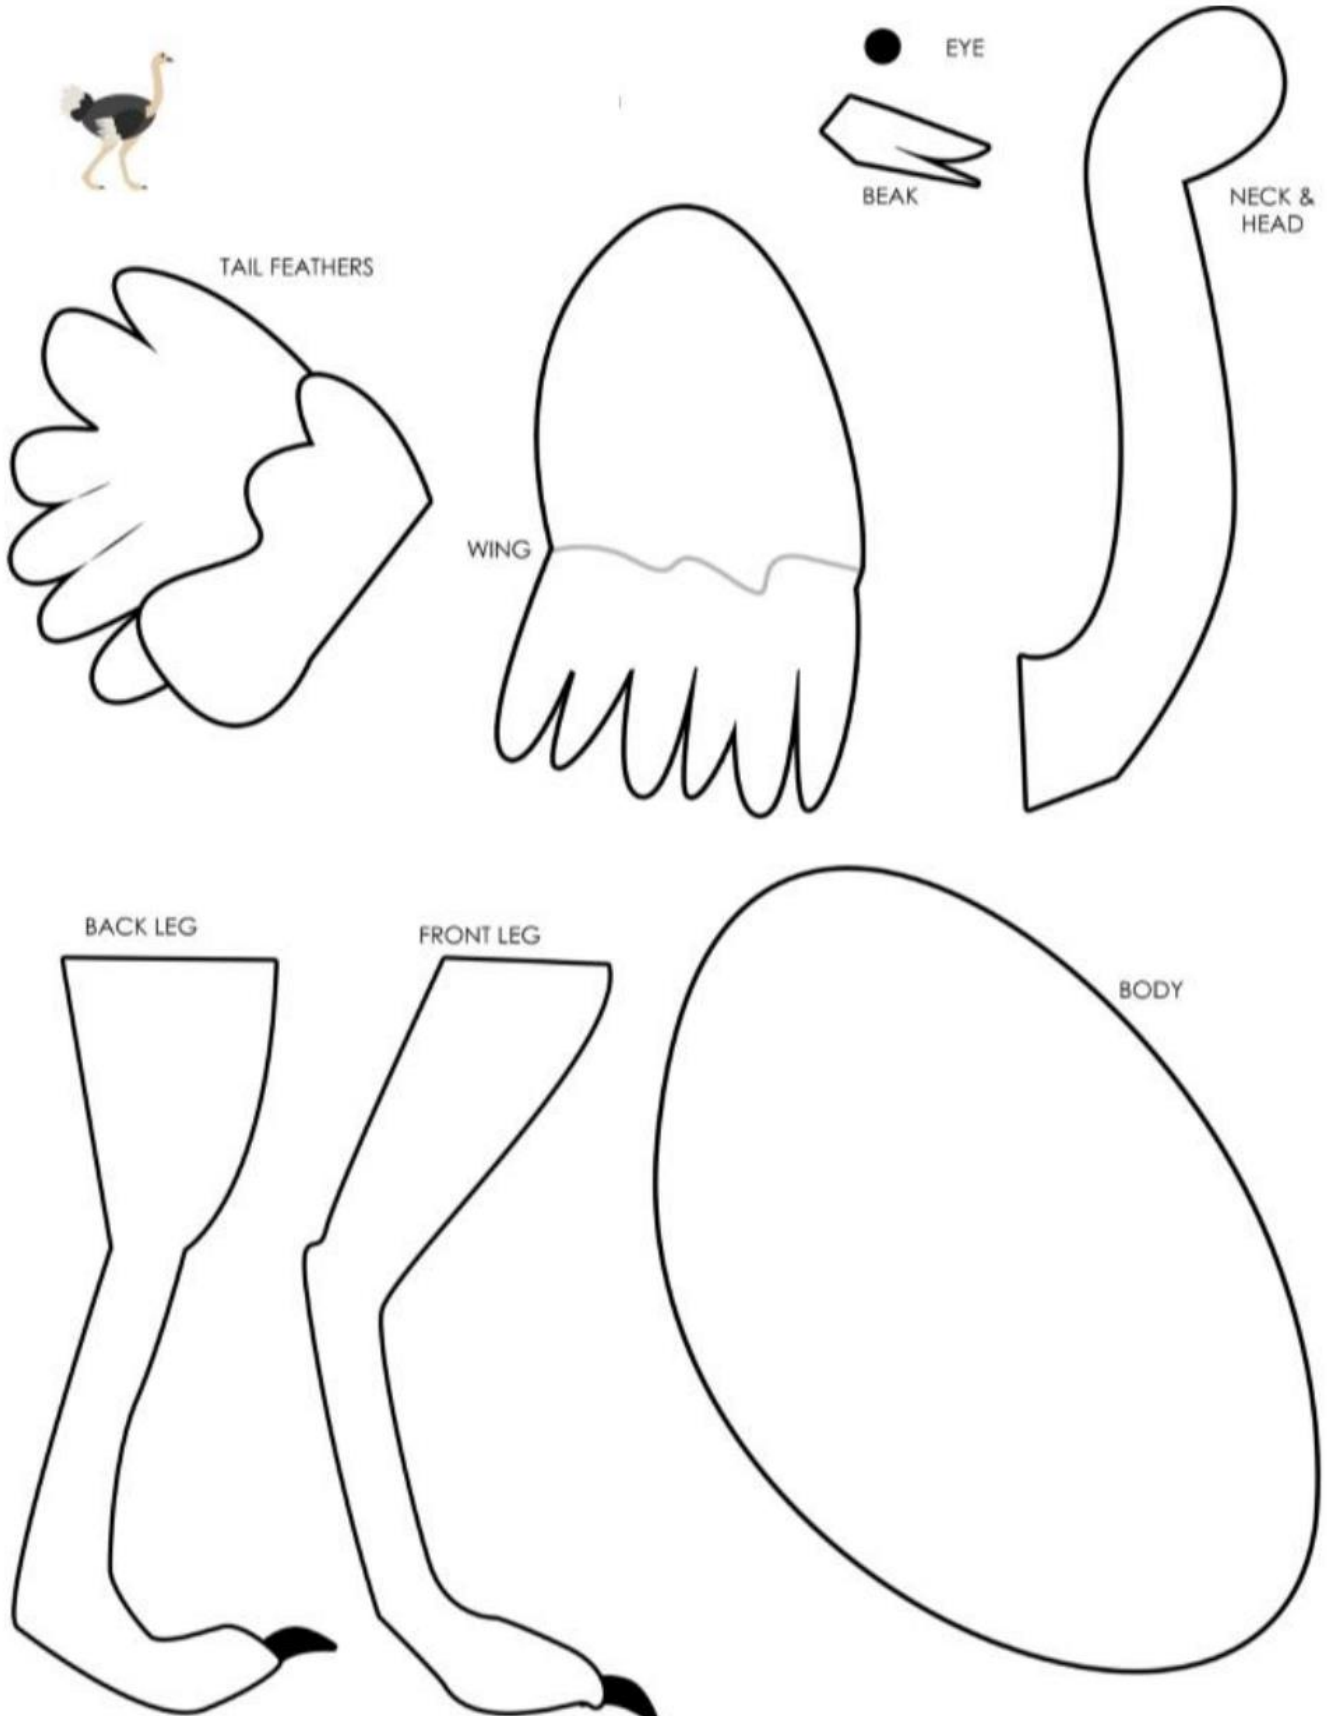 EYE
BEAK
NECK &
HEAD
TAIL FEATHERS
WING
BACK LEG
FRONT LEG
BODY